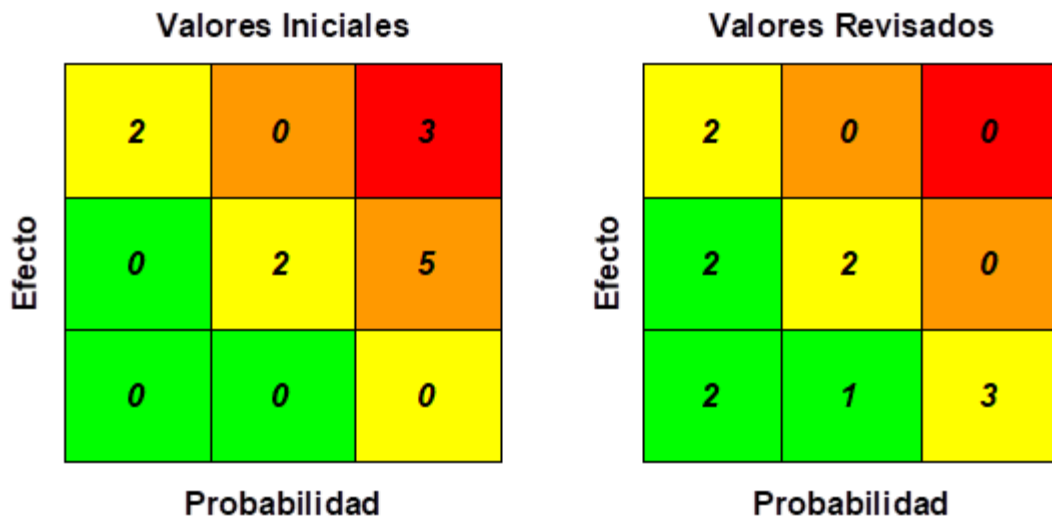 Valores Iniciales
Valores Revisados
2 0 3
0 2 5
0 0 0
Efecto
Probabilidad
2 0 0
2 2 0
2 1 3
Efecto
Probabilidad